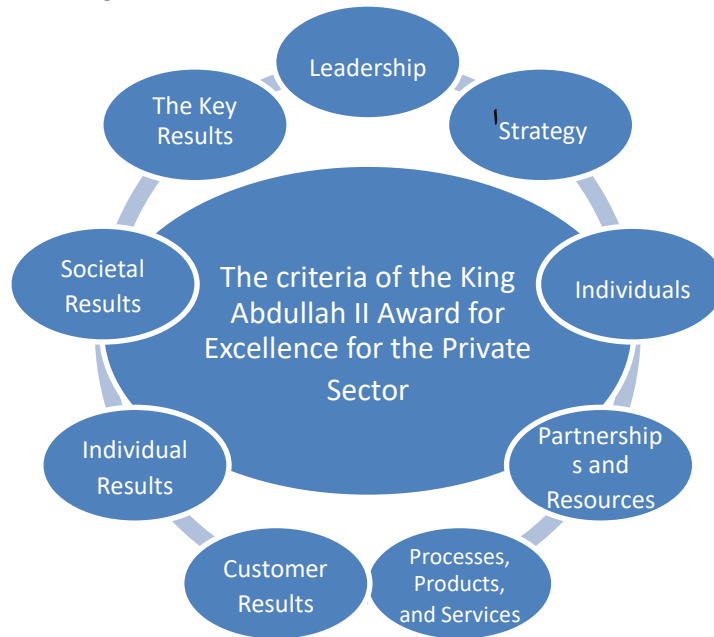 Leadership
Strategy
Individuals
Partnership
s and
Resources
Processes,
Products,
and Services
Customer
Results
Individual
Results
Societal
Results
The Key
Results
The criteria of the King
Abdullah II Award for
Excellence for the Private
Sector